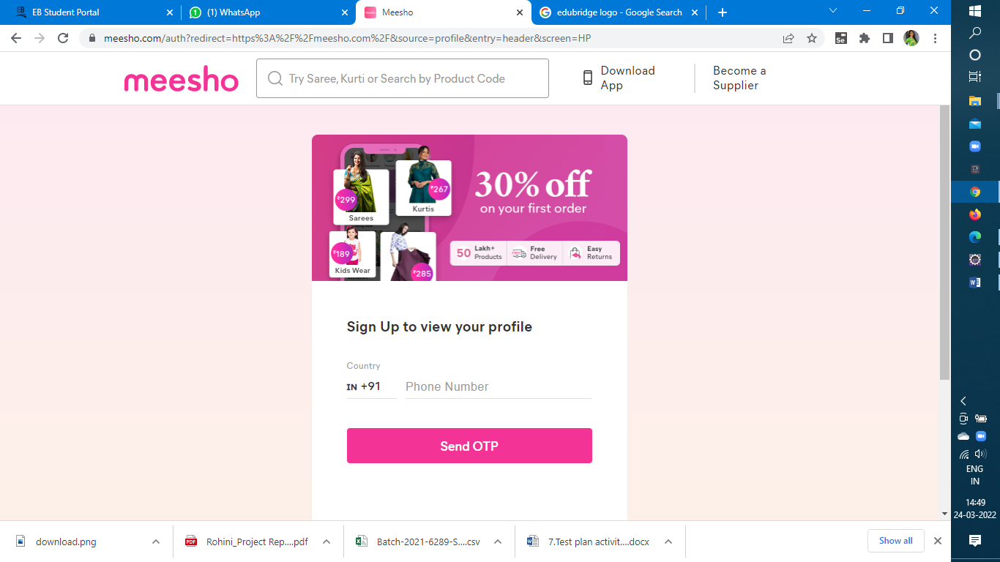 EB Student Portal
(1) WhatsApp
Meesho
edubridge logo - Google Search
meesho.com/auth?redirect=https%3A%2F%2Fmeesho.com%2F&source=profile&entry=header&screen=HP
Se
meesho
Try Saree, Kurti or Search by Product Code
Download
App
Become a
Supplier
₹299
Sarees
₹267
Kurtis
₹189
Kids Wear
₹285
30% off
on your first order
50 Lakh+
Products
Free
Delivery
Easy
Returns
Sign Up to view your profile
Country
IN +91
Phone Number
Send OTP
download.png
Rohini_Project Rep....pdf
Batch-2021-6289-S....csv
7.Test plan activit....docx
Show all
ENG
IN
14:49
24-03-2022